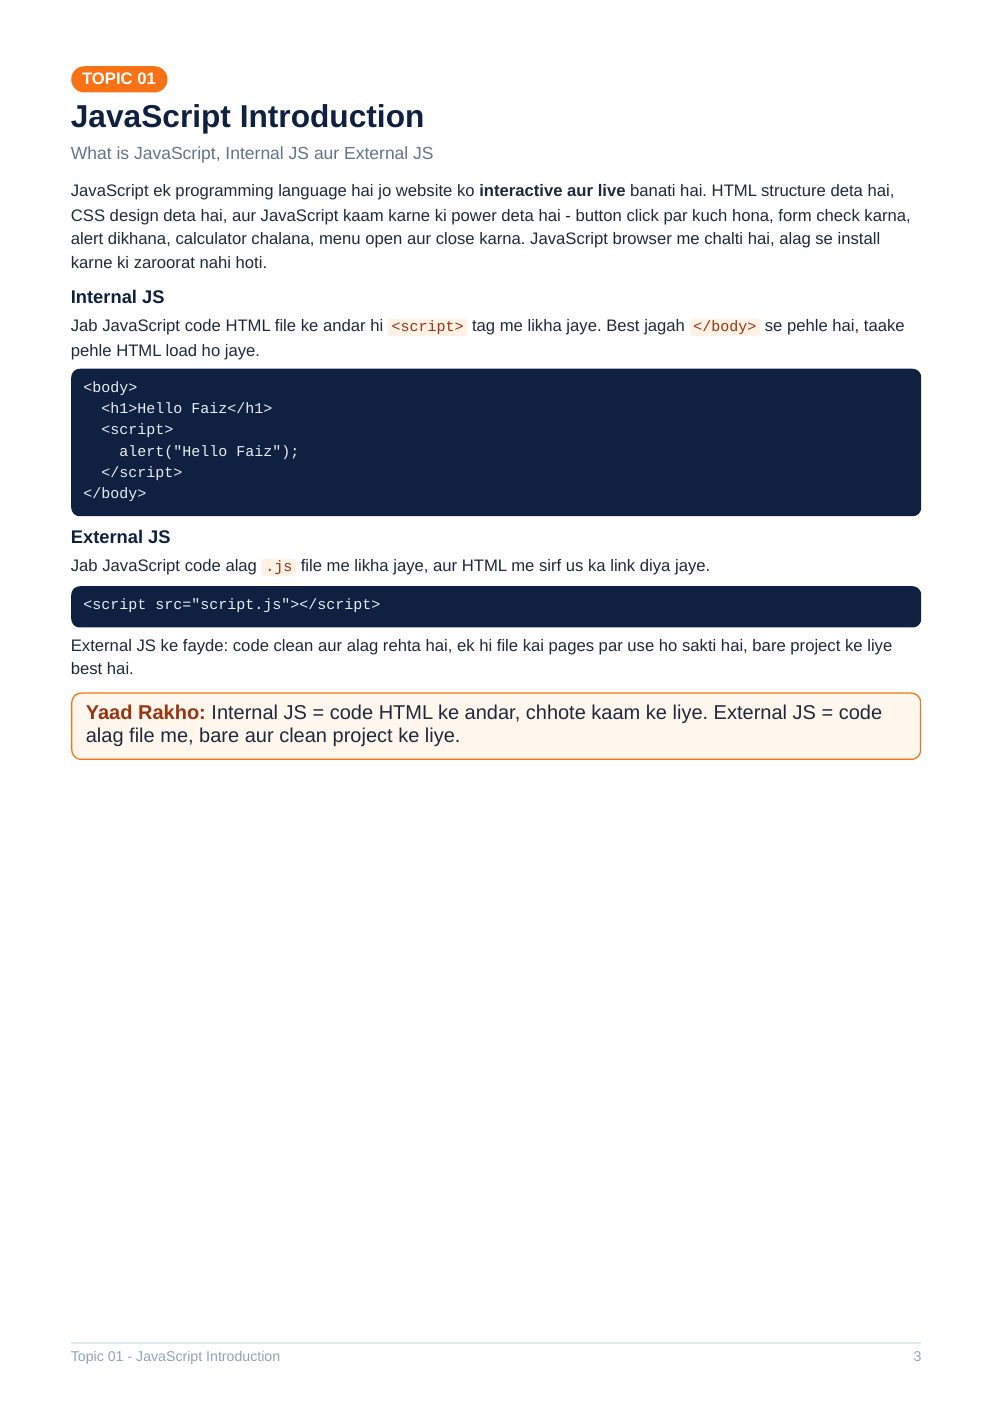 TOPIC 01
JavaScript Introduction
What is JavaScript, Internal JS aur External JS
JavaScript ek programming language hai jo website ko interactive aur live banati hai. HTML structure deta hai,
CSS design deta hai, aur JavaScript kaam karne ki power deta hai - button click par kuch hona, form check karna,
alert dikhana, calculator chalana, menu open aur close karna. JavaScript browser me chalti hai, alag se install
karne ki zaroorat nahi hoti.
Internal JS
Jab JavaScript code HTML file ke andar hi <script> tag me likha jaye. Best jagah </body> se pehle hai, taake
pehle HTML load ho jaye.
<body>
  <h1>Hello Faiz</h1>
  <script>
    alert("Hello Faiz");
  </script>
</body>
External JS
Jab JavaScript code alag .js file me likha jaye, aur HTML me sirf us ka link diya jaye.
<script src="script.js"></script>
External JS ke fayde: code clean aur alag rehta hai, ek hi file kai pages par use ho sakti hai, bare project ke liye
best hai.
Yaad Rakho: Internal JS = code HTML ke andar, chhote kaam ke liye. External JS = code
alag file me, bare aur clean project ke liye.
Topic 01 - JavaScript Introduction
3